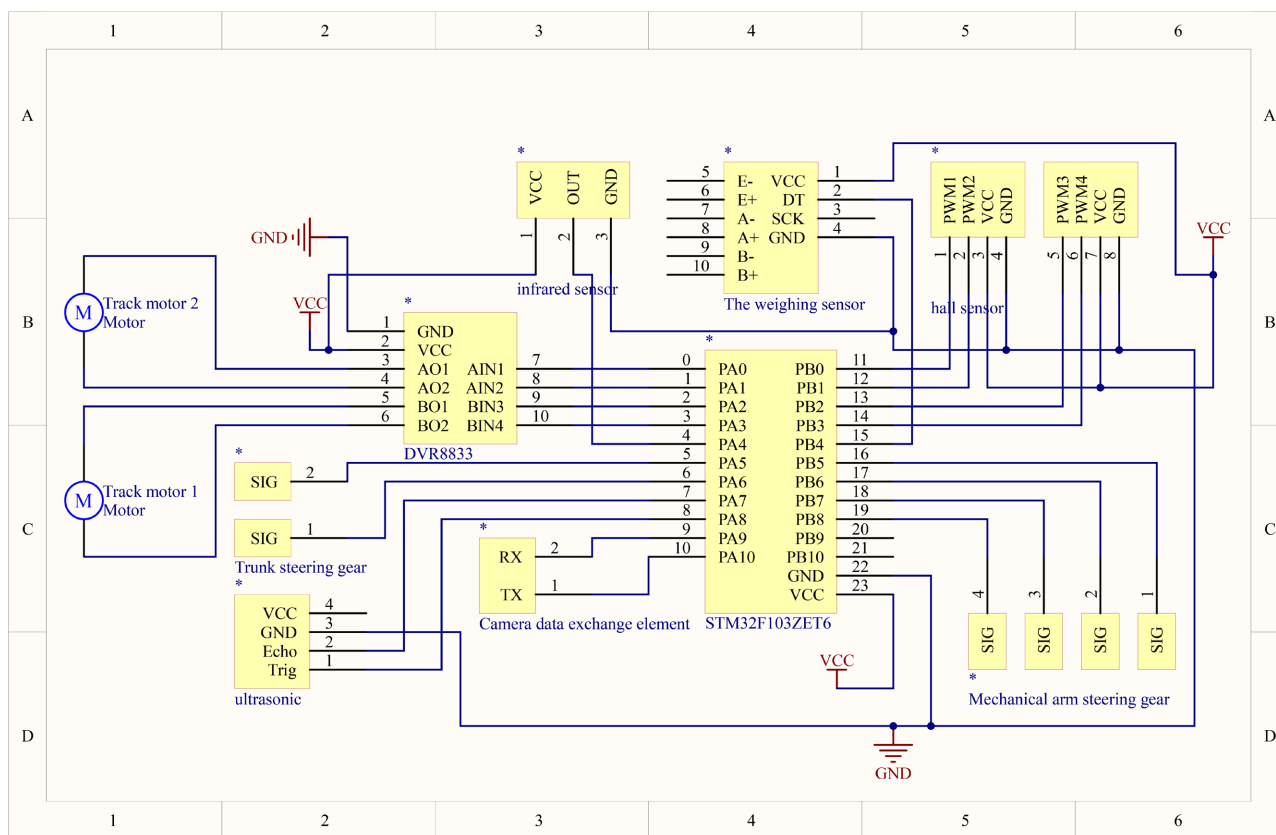 1 2 3 4 5 6
A A
* * *
5 E- VCC 1
6 E+ DT 2
7 A- SCK 3
8 A+ GND 4
9 B-
10 B+
The weighing sensor
VCC OUT GND
1 2 3
infrared sensor
PWM1 PWM2 VCC GND
1 2 3 4
PWM3 PWM4 VCC GND
5 6 7 8
hall sensor
VCC
GND
VCC
B B
M Track motor 2
Motor
*
1 GND
2 VCC
3 AO1 AIN1 7
4 AO2 AIN2 8
5 BO1 BIN3 9
6 BO2 BIN4 10
DVR8833
*
0 PA0 PB0 11
1 PA1 PB1 12
2 PA2 PB2 13
3 PA3 PB3 14
4 PA4 PB4 15
5 PA5 PB5 16
6 PA6 PB6 17
7 PA7 PB7 18
8 PA8 PB8 19
9 PA9 PB9 20
10 PA10 PB10 21
GND 22
VCC 23
STM32F103ZET6
M Track motor 1
Motor
C C
*
SIG 2
SIG 1
Trunk steering gear
*
VCC 4
GND 3
Echo 2
Trig 1
ultrasonic
*
RX 2
TX 1
Camera data exchange element
4 3 2 1
SIG SIG SIG SIG
*
Mechanical arm steering gear
VCC
GND
D D
1 2 3 4 5 6